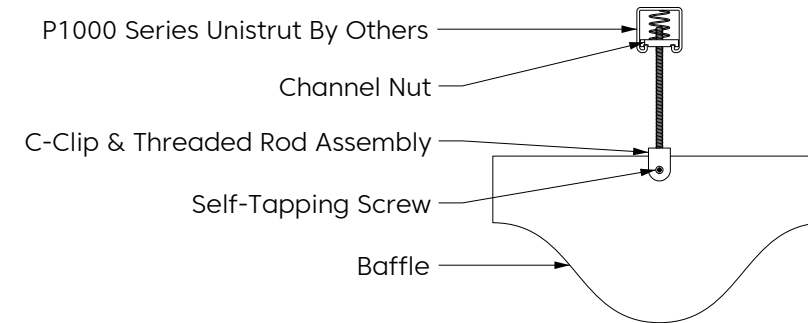 P1000 Series Unistrut By Others
Channel Nut
C-Clip & Threaded Rod Assembly
Self-Tapping Screw
Baffle